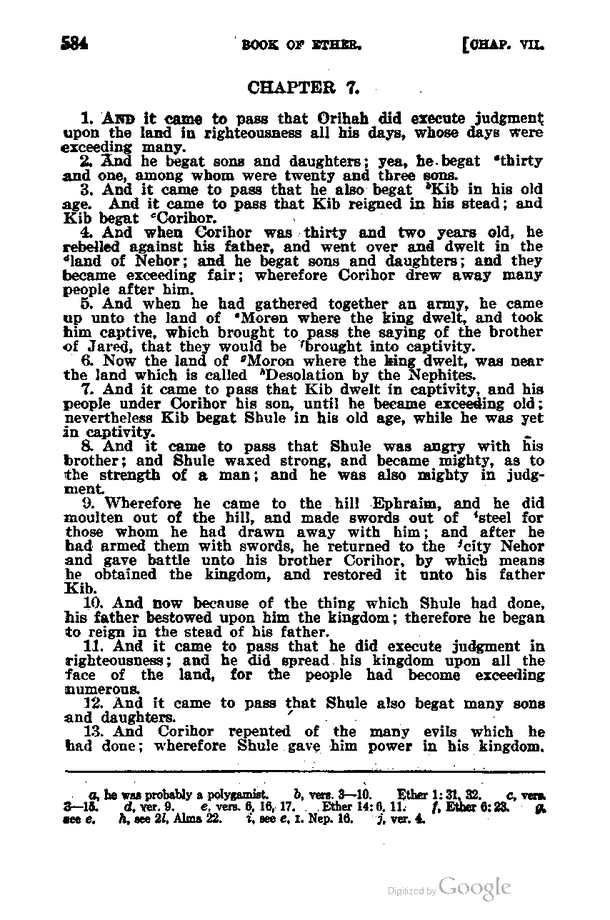 584 BOOK OF ETHER. [CHAP. VII.
CHAPTER 7.
1. AND it came to pass that Orihah did execute judgment
upon the land in righteousness all his days, whose days were
exceeding many.
2. And he begat sons and daughters; yea, he begat ᵃthirty
and one, among whom were twenty and three sons.
3. And it came to pass that he also begat ᵇKib in his old
age. And it came to pass that Kib reigned in his stead; and
Kib begat ᶜCorihor.
4. And when Corihor was thirty and two years old, he
rebelled against his father, and went over and dwelt in the
ᵈland of Nehor; and he begat sons and daughters; and they
became exceeding fair; wherefore Corihor drew away many
people after him.
5. And when he had gathered together an army, he came
up unto the land of ᵉMoron where the king dwelt, and took
him captive, which brought to pass the saying of the brother
of Jared, that they would be ᶠbrought into captivity.
6. Now the land of ᵍMoron where the king dwelt, was near
the land which is called ʰDesolation by the Nephites.
7. And it came to pass that Kib dwelt in captivity, and his
people under Corihor his son, until he became exceeding old;
nevertheless Kib begat Shule in his old age, while he was yet
in captivity.
8. And it came to pass that Shule was angry with his
brother; and Shule waxed strong, and became mighty, as to
the strength of a man; and he was also mighty in judg-
ment.
9. Wherefore he came to the hill Ephraim, and he did
moulten out of the hill, and made swords out of ⁱsteel for
those whom he had drawn away with him; and after he
had armed them with swords, he returned to the ʲcity Nehor
and gave battle unto his brother Corihor, by which means
he obtained the kingdom, and restored it unto his father
Kib.
10. And now because of the thing which Shule had done,
his father bestowed upon him the kingdom; therefore he began
to reign in the stead of his father.
11. And it came to pass that he did execute judgment in
righteousness; and he did spread his kingdom upon all the
face of the land, for the people had become exceeding
numerous.
12. And it came to pass that Shule also begat many sons
and daughters.
13. And Corihor repented of the many evils which he
had done; wherefore Shule gave him power in his kingdom.
a, he was probably a polygamist. b, vers. 3—10. Ether 1: 31, 32. c, vers.
3—15. d, ver. 9. e, vers. 6, 16, 17. Ether 14: 6, 11. f, Ether 6: 23. g,
see e. h, see 2l, Alma 22. i, see e, 1. Nep. 16. j, ver. 4.
Digitized by Google